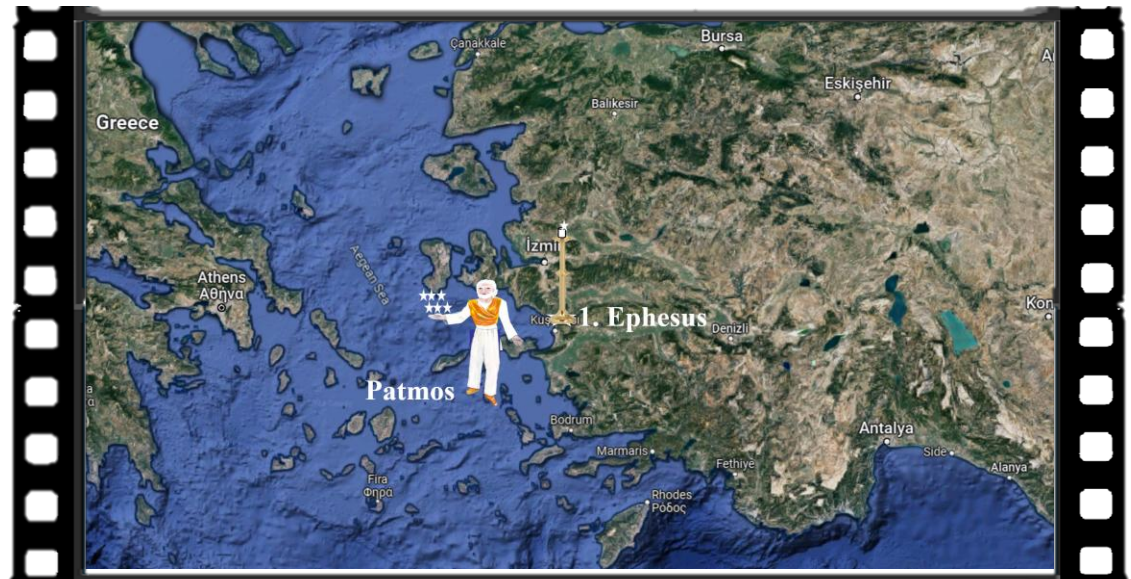 Çanakkale
Bursa
Eskişehir
Balıkesir
Greece
Aegean Sea
İzmi
Athens
Αθήνα
Kon
1. Ephesus
Denizli
Patmos
Bodrum
Antalya
Marmaris
Side
Fethiye
Alanya
Fira
Φηρα
Rhodes
Ρόδος